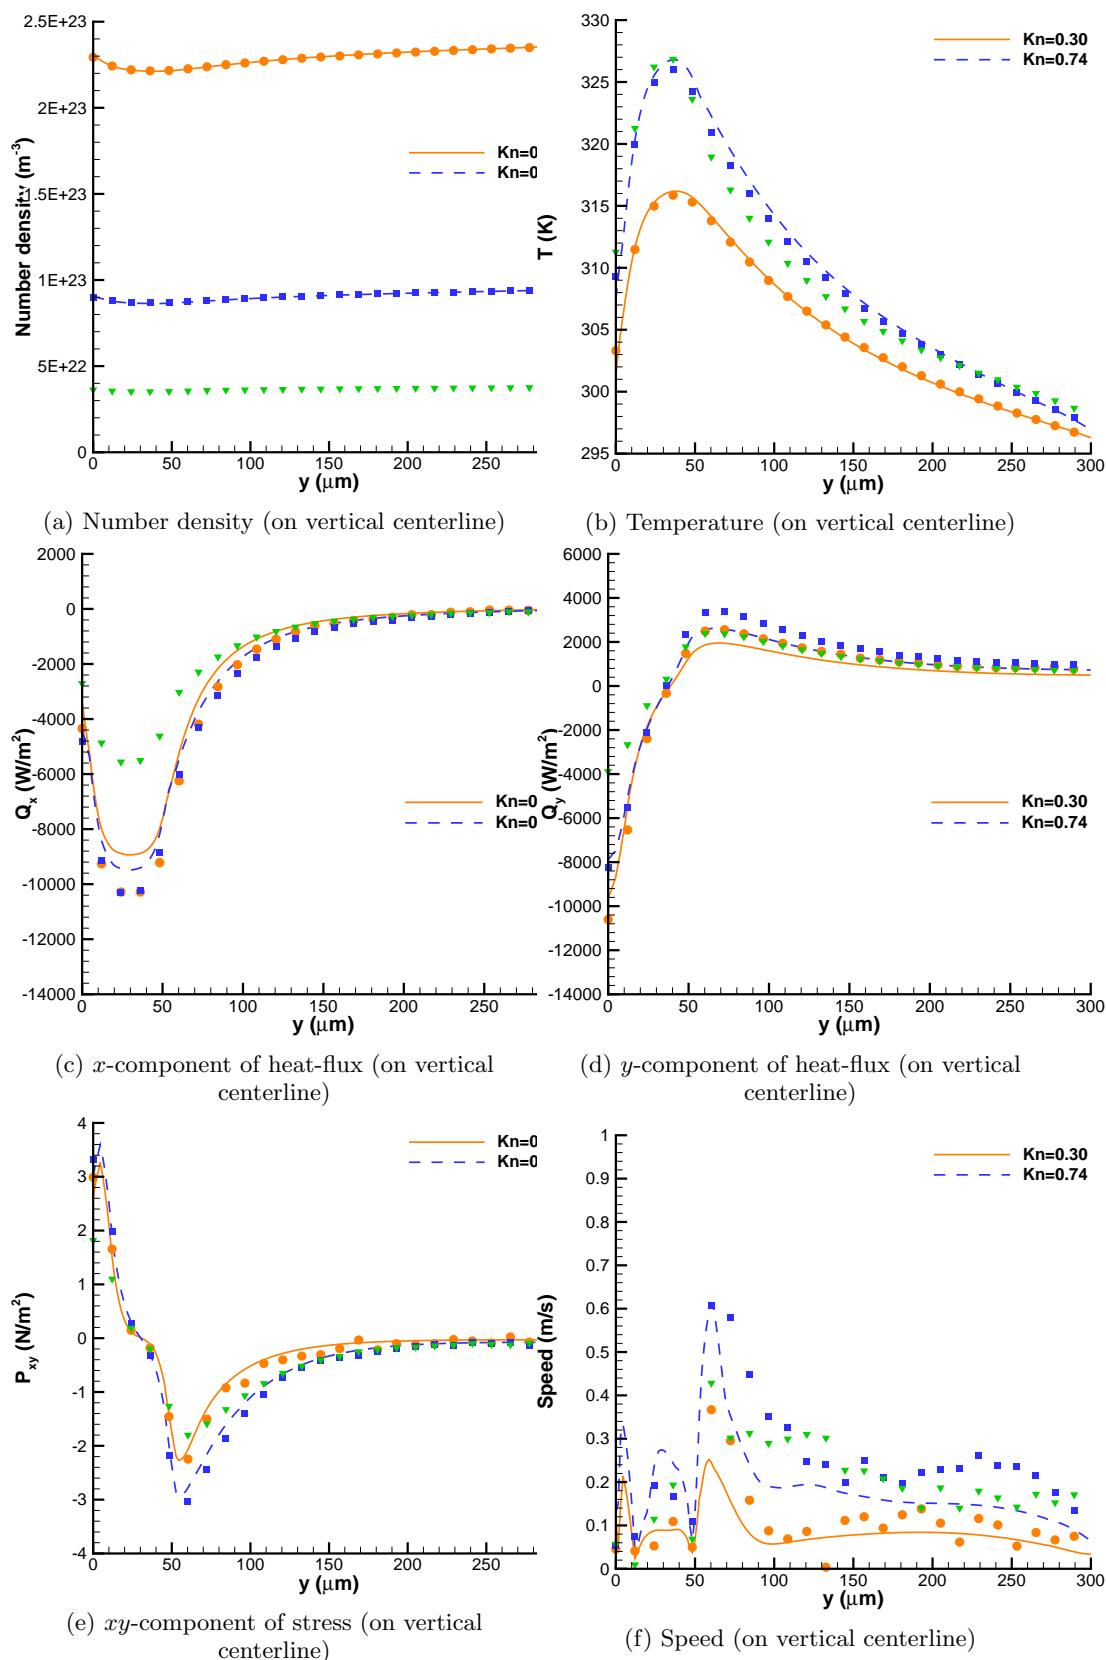 2.5E+23
2E+23
1.5E+23
1E+23
5E+22
0
Number density (m-3)
Kn=0
Kn=0
0 50 100 150 200 250
y (μm)
(a) Number density (on vertical centerline)
330
325
320
315
310
305
300
295
T (K)
Kn=0.30
Kn=0.74
0 50 100 150 200 250 300
y (μm)
(b) Temperature (on vertical centerline)
2000
0
-2000
-4000
-6000
-8000
-10000
-12000
-14000
Qx (W/m2)
Kn=0
Kn=0
0 50 100 150 200 250
y (μm)
(c) x-component of heat-flux (on vertical
centerline)
6000
4000
2000
0
-2000
-4000
-6000
-8000
-10000
-12000
-14000
Qy (W/m2)
Kn=0.30
Kn=0.74
0 50 100 150 200 250 300
y (μm)
(d) y-component of heat-flux (on vertical
centerline)
4
3
2
1
0
-1
-2
-3
-4
Pxy (N/m2)
Kn=0
Kn=0
0 50 100 150 200 250
y (μm)
(e) xy-component of stress (on vertical
centerline)
1
0.9
0.8
0.7
0.6
0.5
0.4
0.3
0.2
0.1
0
Speed (m/s)
Kn=0.30
Kn=0.74
0 50 100 150 200 250 300
y (μm)
(f) Speed (on vertical centerline)